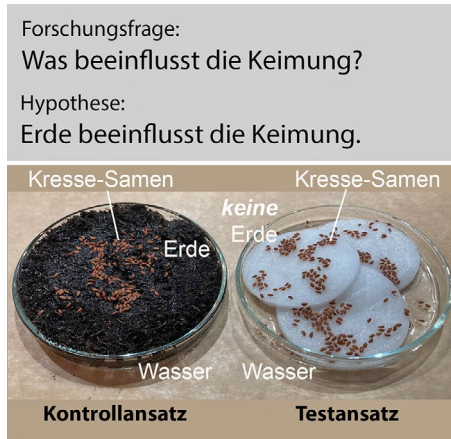 Forschungsfrage:
Was beeinflusst die Keimung?
Hypothese:
Erde beeinflusst die Keimung.
Kresse-Samen
Erde
Wasser
Kontrollansatz
Kresse-Samen
keine
Erde
Wasser
Testansatz